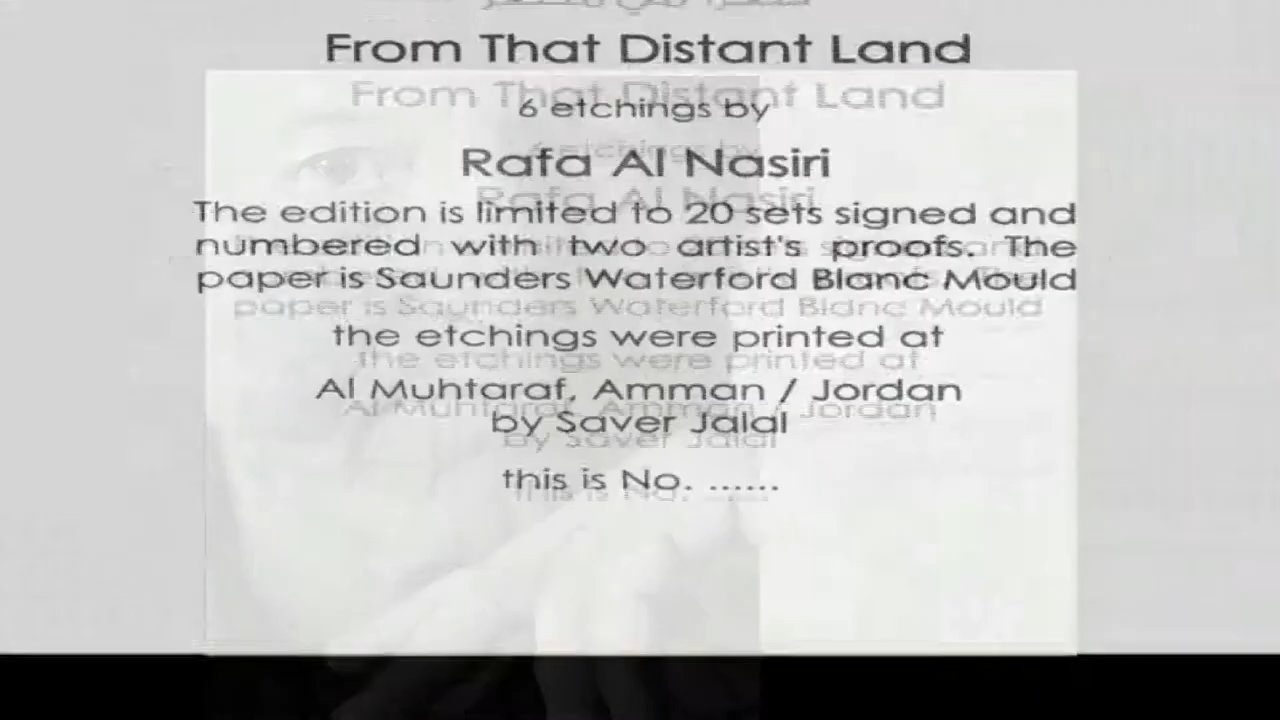 From That Distant Land
6 etchings by
Rafa Al Nasiri
The edition is limited to 20 sets signed and
numbered with two artist's proofs. The
paper is Saunders Waterford Blanc Mould
the etchings were printed at
Al Muhtaraf, Amman / Jordan
by Saver Jalal
this is No. ......